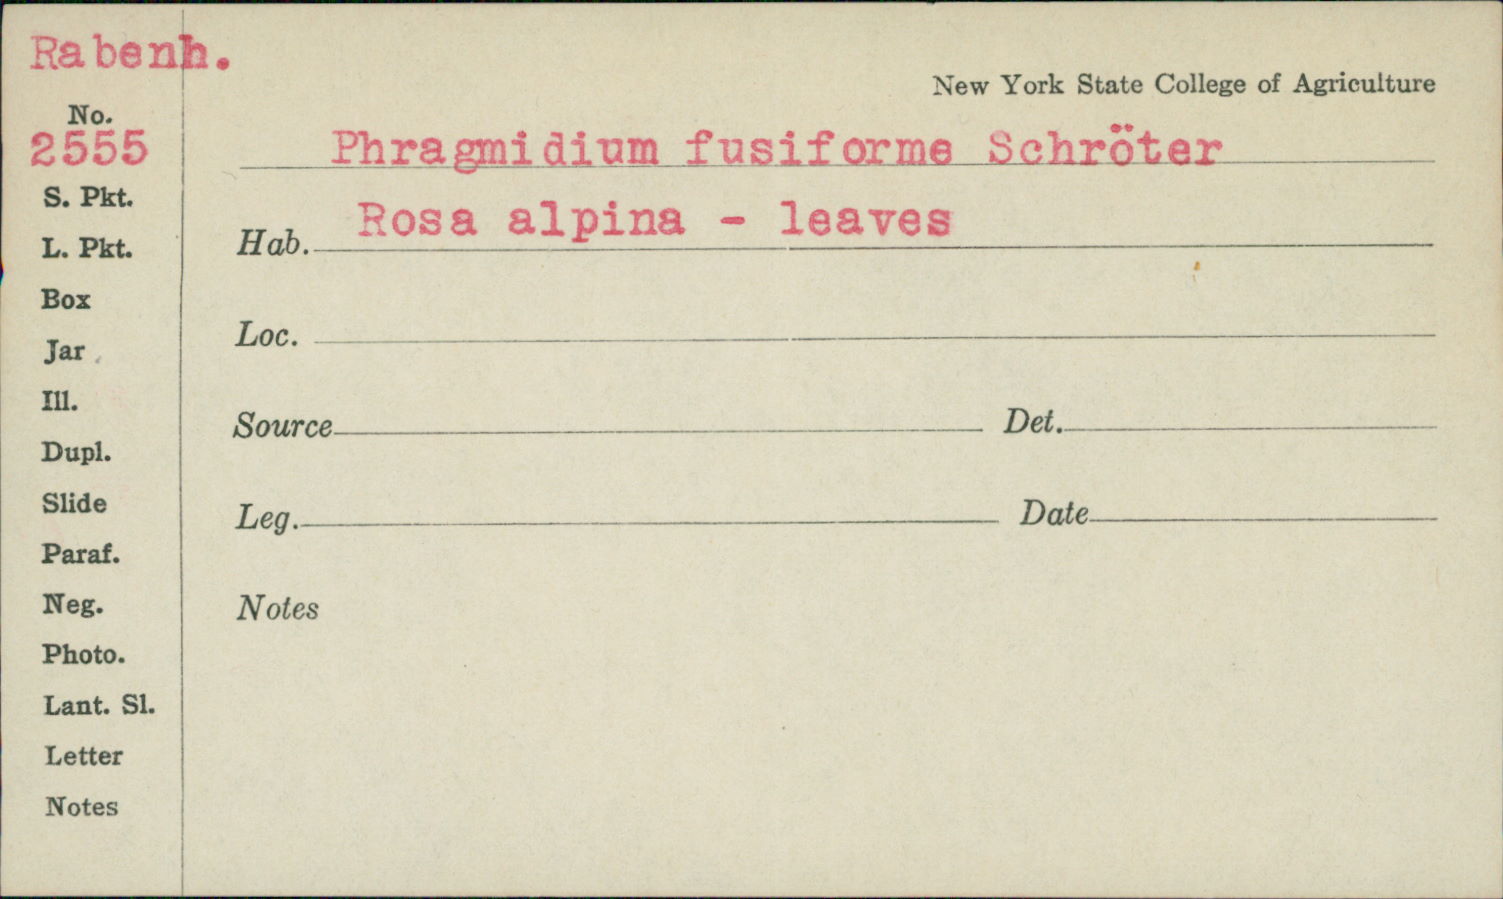 Rabenh.
New York State College of Agriculture
No.
2555
Phragmidium fusiforme Schröter
S. Pkt.
Hab. Rosa alpina - leaves
L. Pkt.
Box
Loc.
Jar
Ill.
Source Det.
Dupl.
Slide
Leg. Date
Paraf.
Neg.
Notes
Photo.
Lant. Sl.
Letter
Notes